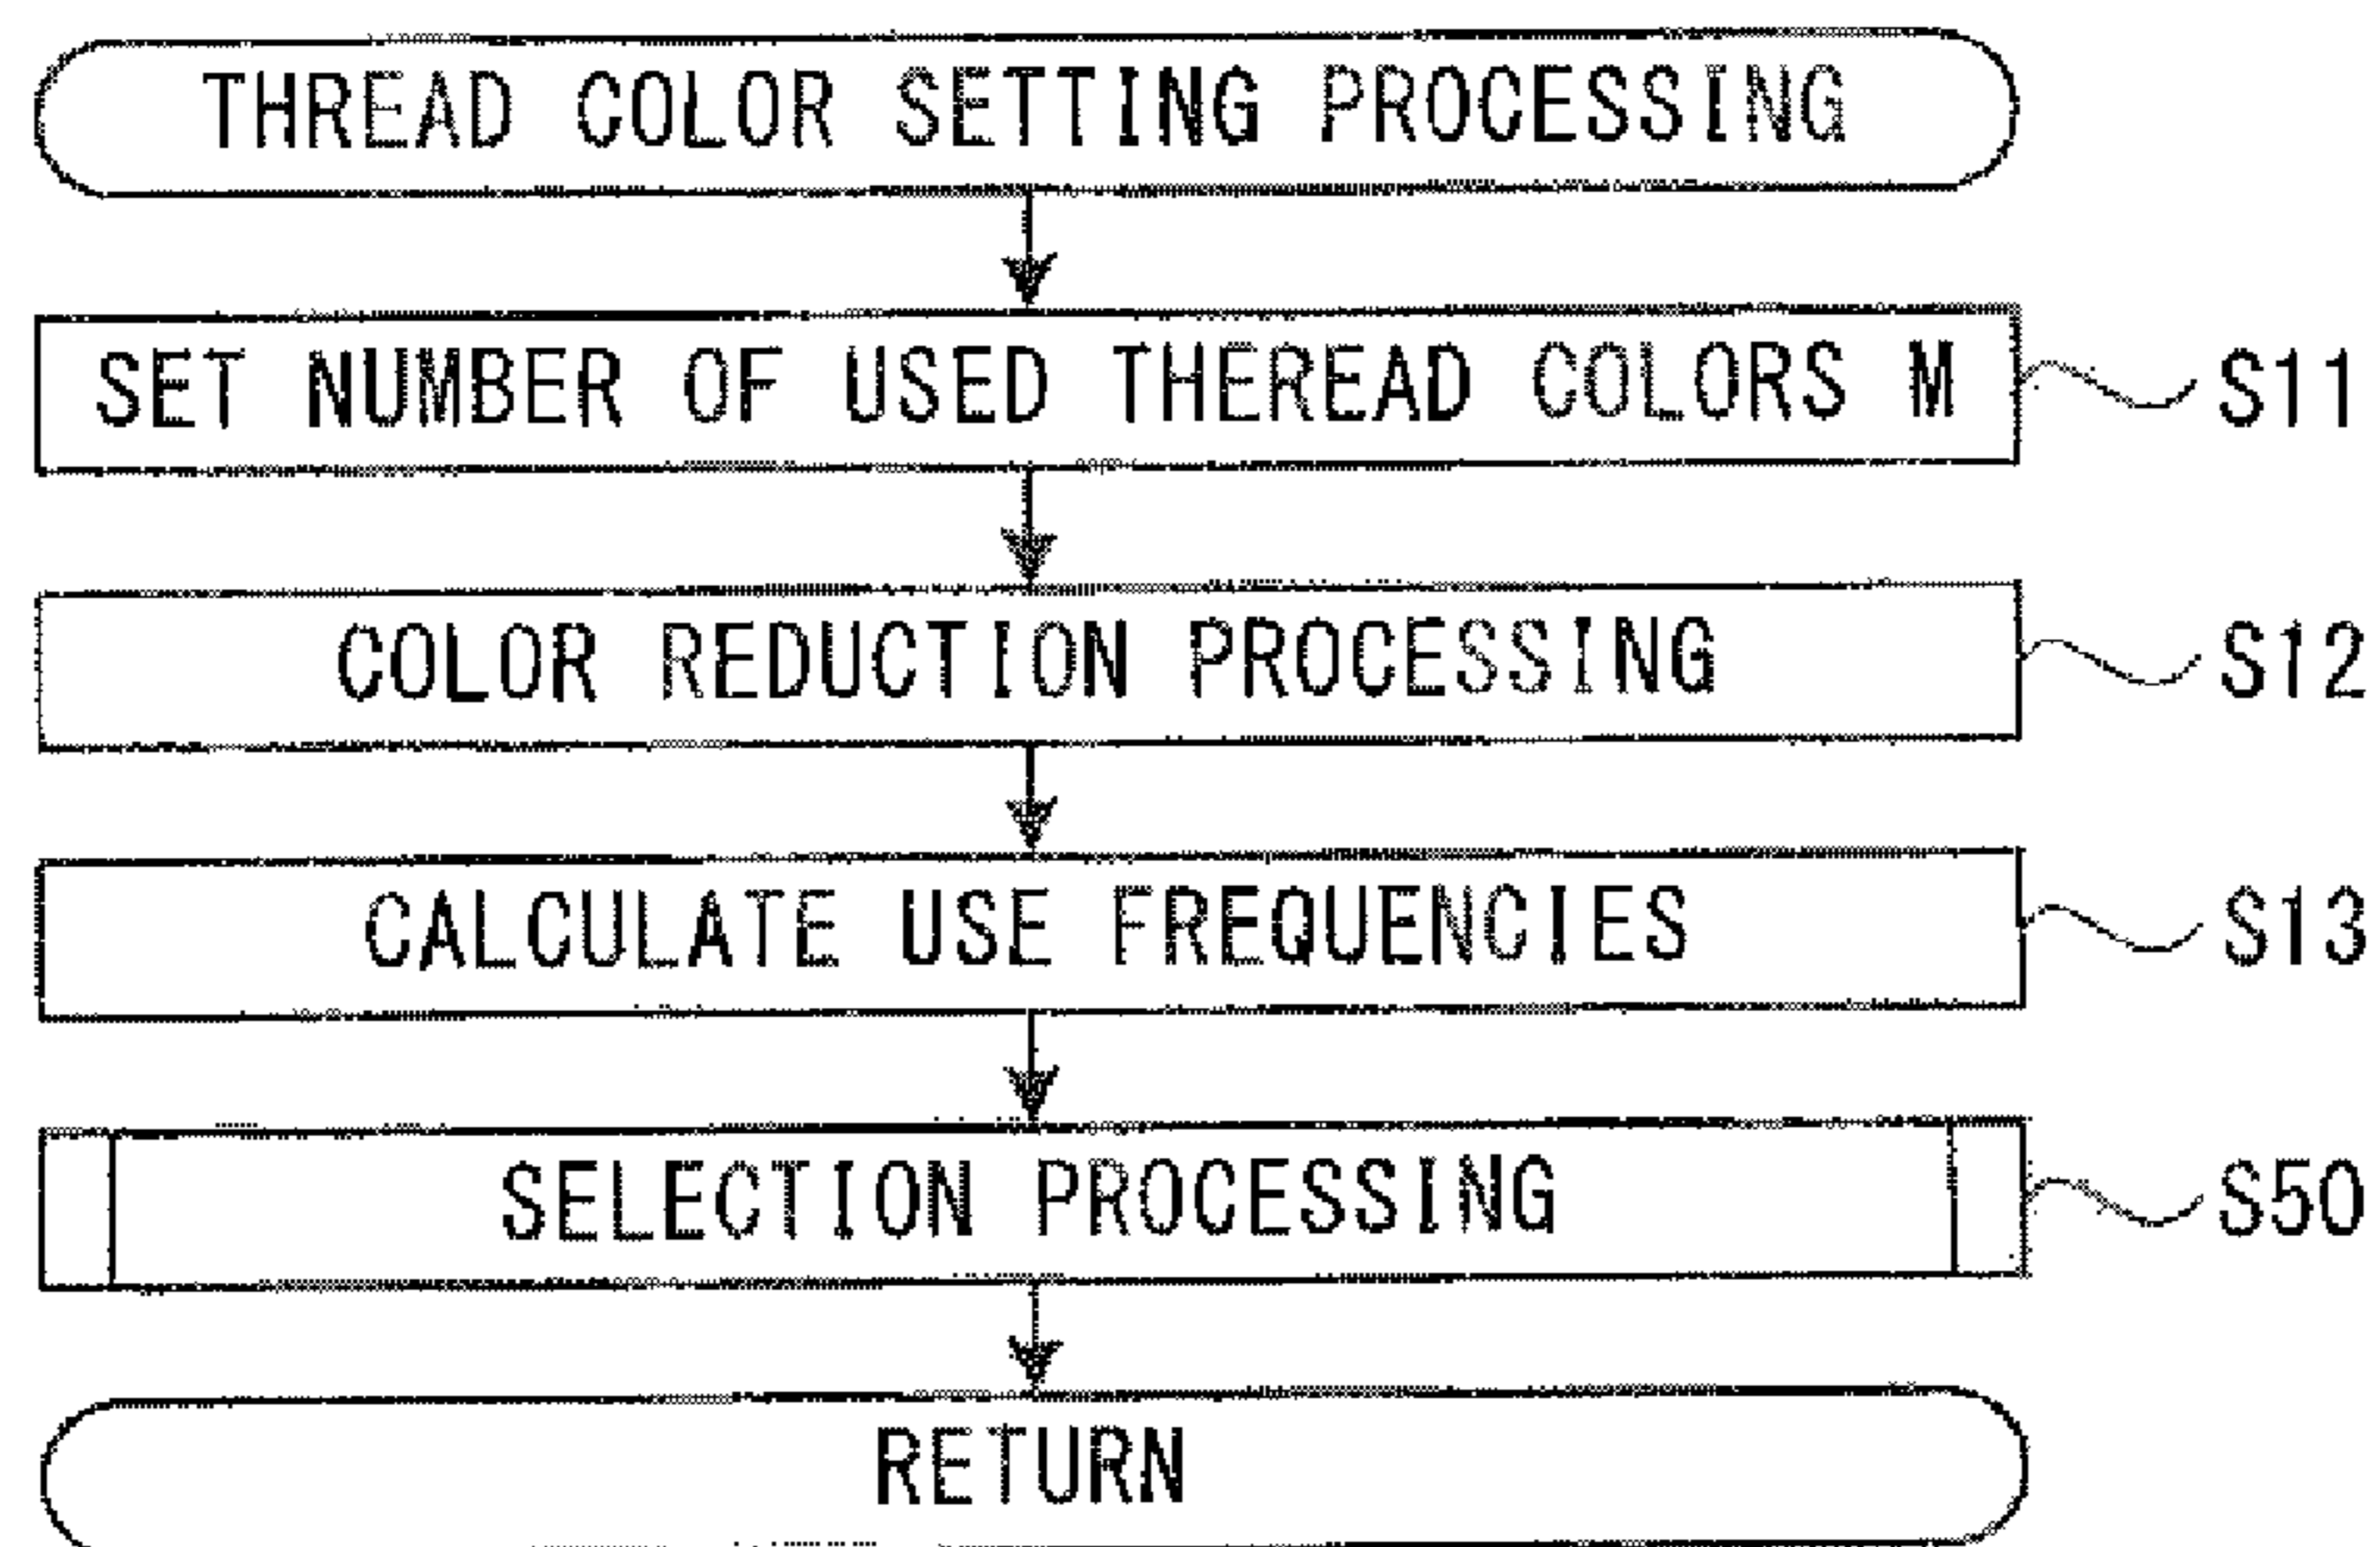 THREAD COLOR SETTING PROCESSING
SET NUMBER OF USED THEREAD COLORS M
S11
COLOR REDUCTION PROCESSING
S12
CALCULATE USE FREQUENCIES
S13
SELECTION PROCESSING
S50
RETURN